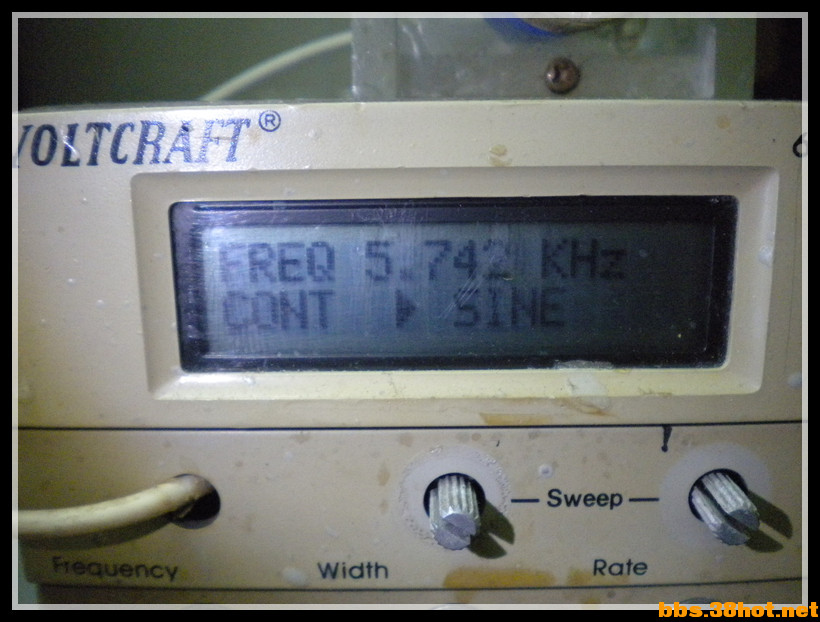 VOLTCRAFT®
FREQ 5.742 KHz
CONT ▶ SINE
Sweep
Frequency
Width
Rate
bbs.38hot.net